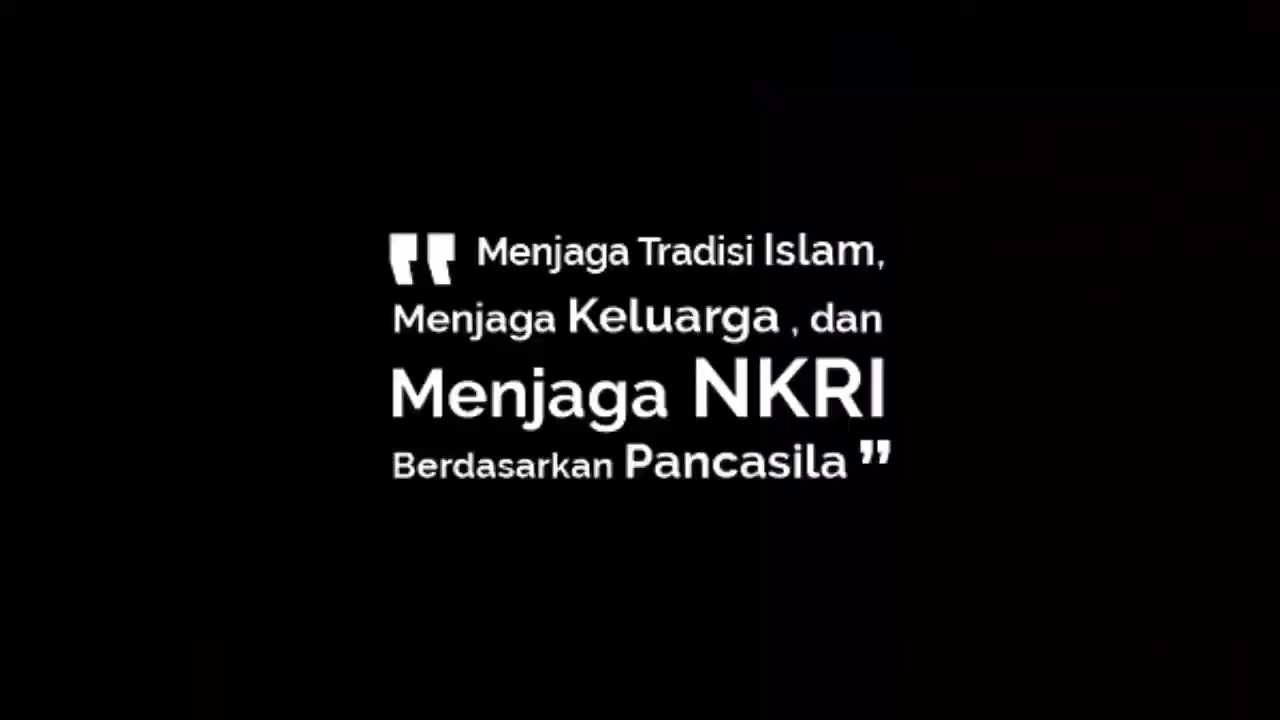 " Menjaga Tradisi Islam,
Menjaga Keluarga , dan
Menjaga NKRI
Berdasarkan Pancasila "